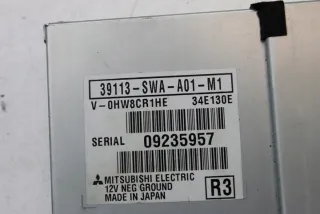 39113-SWA-A01-M1
V-0HW8CR1HE 34E130E
SERIAL 09235957
MITSUBISHI ELECTRIC
12V NEG GROUND
MADE IN JAPAN
R3